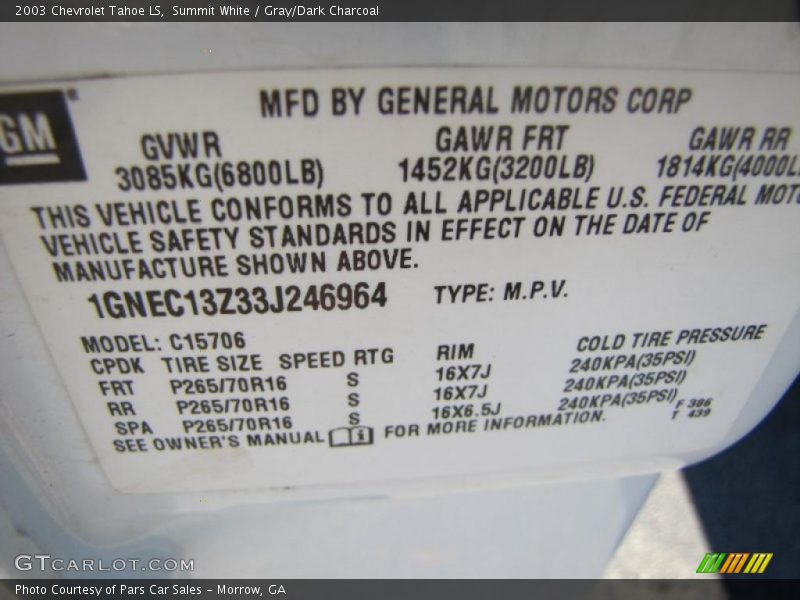 2003 Chevrolet Tahoe LS, Summit White / Gray/Dark Charcoal
GM
MFD BY GENERAL MOTORS CORP
GVWR GAWR FRT GAWR RR
3085KG(6800LB) 1452KG(3200LB) 1814KG(4000L
THIS VEHICLE CONFORMS TO ALL APPLICABLE U.S. FEDERAL MOT
VEHICLE SAFETY STANDARDS IN EFFECT ON THE DATE OF
MANUFACTURE SHOWN ABOVE.
1GNEC13Z33J246964 TYPE: M.P.V.
MODEL: C15706
CPDK TIRE SIZE SPEED RTG RIM COLD TIRE PRESSURE
FRT P265/70R16 S 16X7J 240KPA(35PSI)
RR P265/70R16 S 16X7J 240KPA(35PSI)
SPA P265/70R16 S 16X6.5J 240KPA(35PSI)
SEE OWNER'S MANUAL FOR MORE INFORMATION.
F 386
T 439
GTCARLOT.COM
Photo Courtesy of Pars Car Sales - Morrow, GA